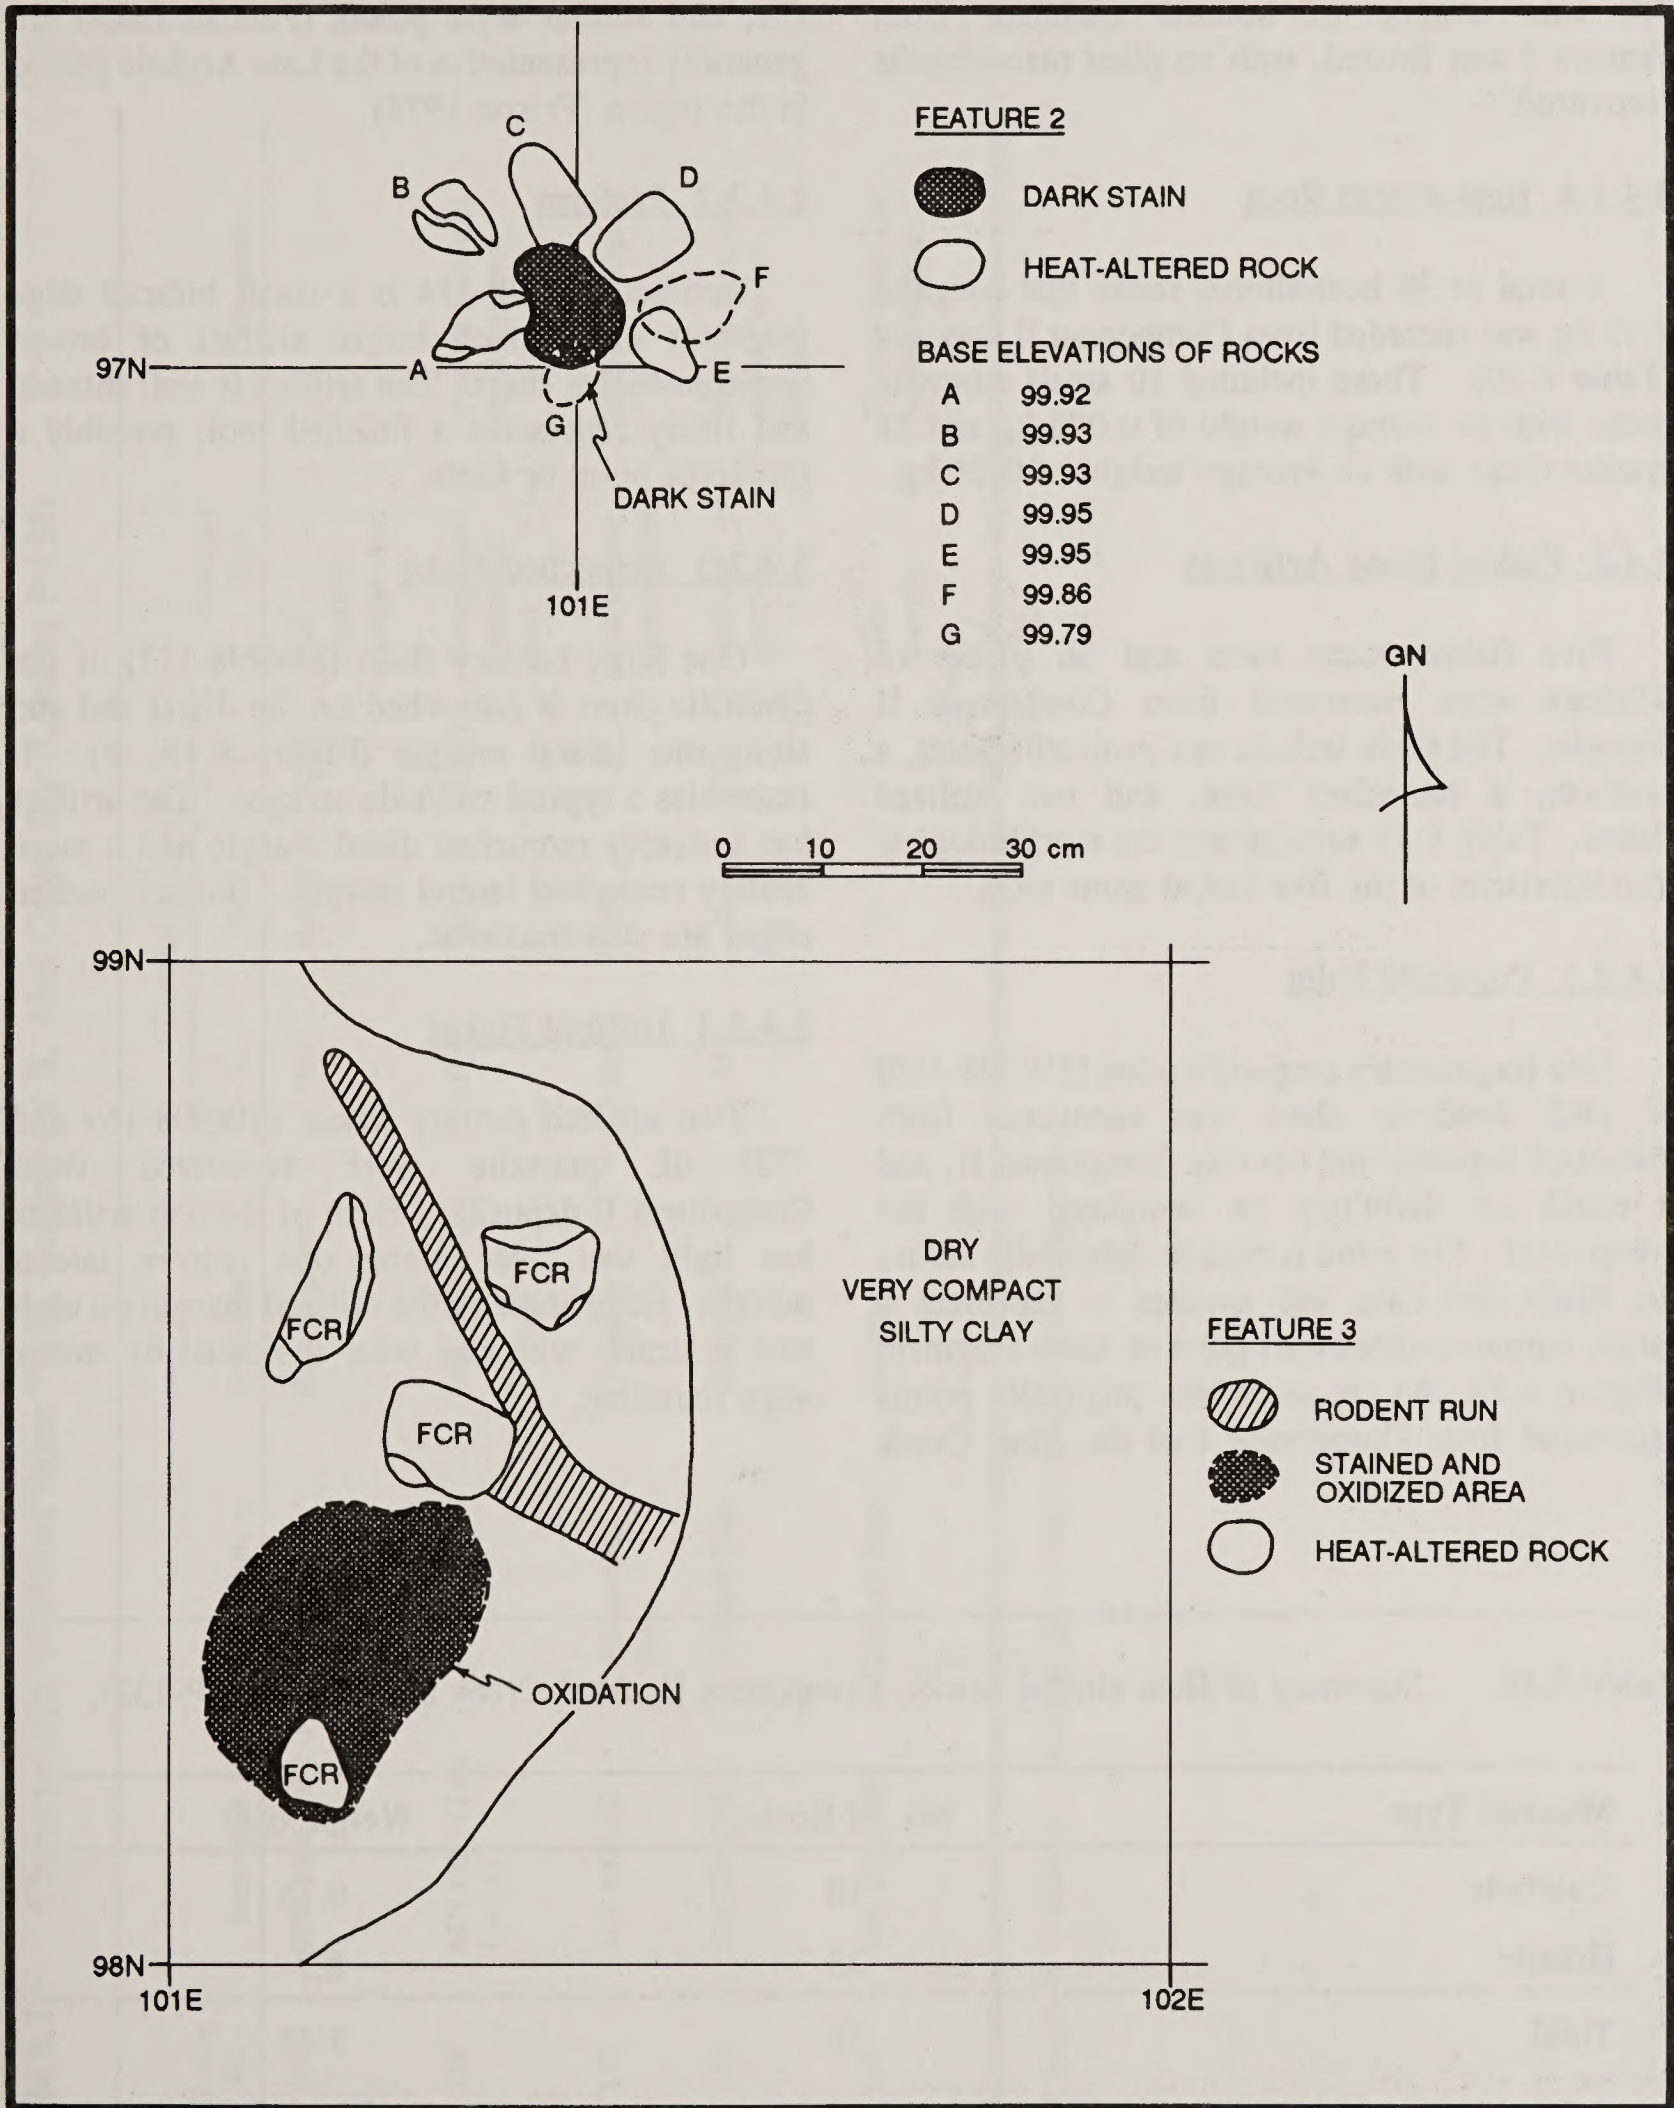 FEATURE 2
DARK STAIN
HEAT-ALTERED ROCK
BASE ELEVATIONS OF ROCKS
A 99.92
B 99.93
C 99.93
D 99.95
E 99.95
F 99.86
G 99.79
C
B
D
F
97N
A
E
G
DARK STAIN
101E
GN
0 10 20 30 cm
99N
DRY
VERY COMPACT
SILTY CLAY
FCR
FCR
FCR
FEATURE 3
RODENT RUN
STAINED AND
OXIDIZED AREA
HEAT-ALTERED ROCK
OXIDATION
FCR
98N
101E
102E